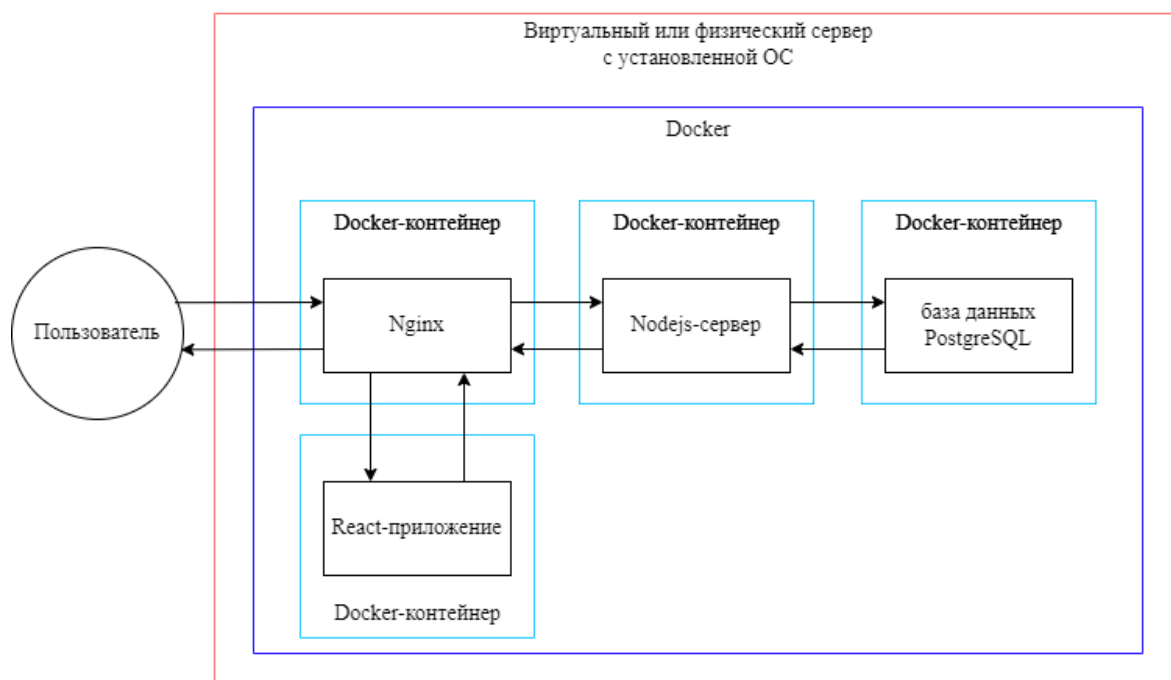 Виртуальный или физический сервер
с установленной ОС
Docker
Docker-контейнер
Docker-контейнер
Docker-контейнер
Пользователь
Nginx
Nodejs-сервер
база данных
PostgreSQL
React-приложение
Docker-контейнер